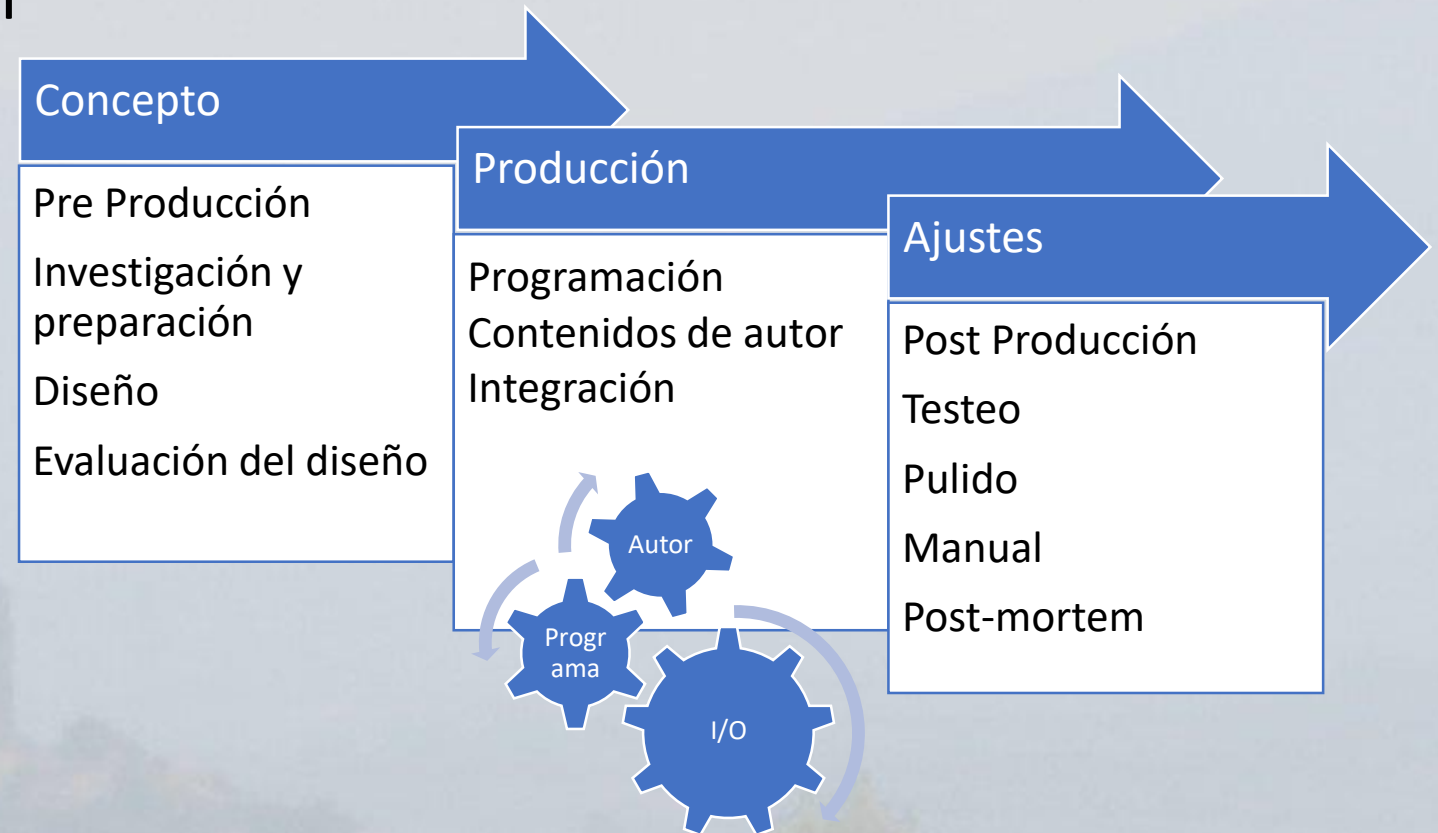 Concepto
Pre Producción
Investigación y
preparación
Diseño
Evaluación del diseño
Producción
Programación
Contenidos de autor
Integración
Autor
Progr
ama
I/O
Ajustes
Post Producción
Testeo
Pulido
Manual
Post-mortem